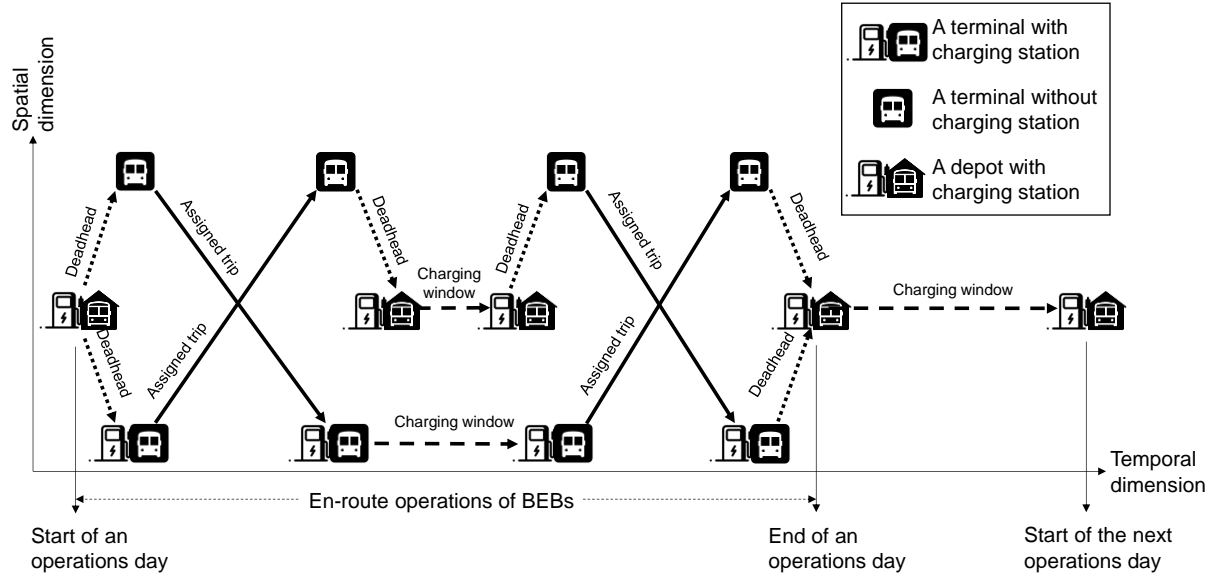 Spatial
dimension
A terminal with
charging station
A terminal without
charging station
A depot with
charging station
Deadhead
Assigned trip
Deadhead
Charging
window
Deadhead
Assigned trip
Deadhead
Charging window
Deadhead
Assigned trip
Charging window
Assigned trip
Deadhead
Temporal
dimension
En-route operations of BEBs
Start of an
operations day
End of an
operations day
Start of the next
operations day